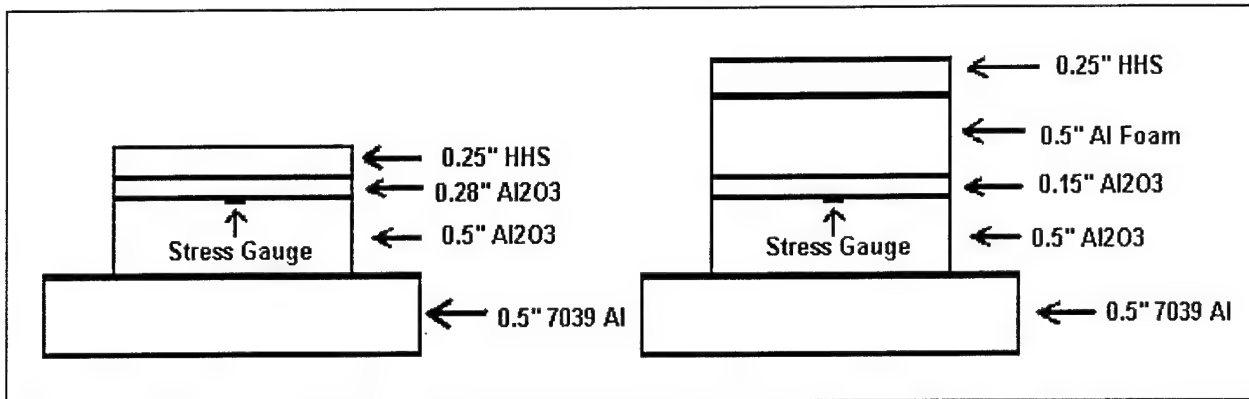 0.25" HHS
0.28" Al2O3
0.5" Al2O3
Stress Gauge
0.5" 7039 Al
0.25" HHS
0.5" Al Foam
0.15" Al2O3
0.5" Al2O3
Stress Gauge
0.5" 7039 Al